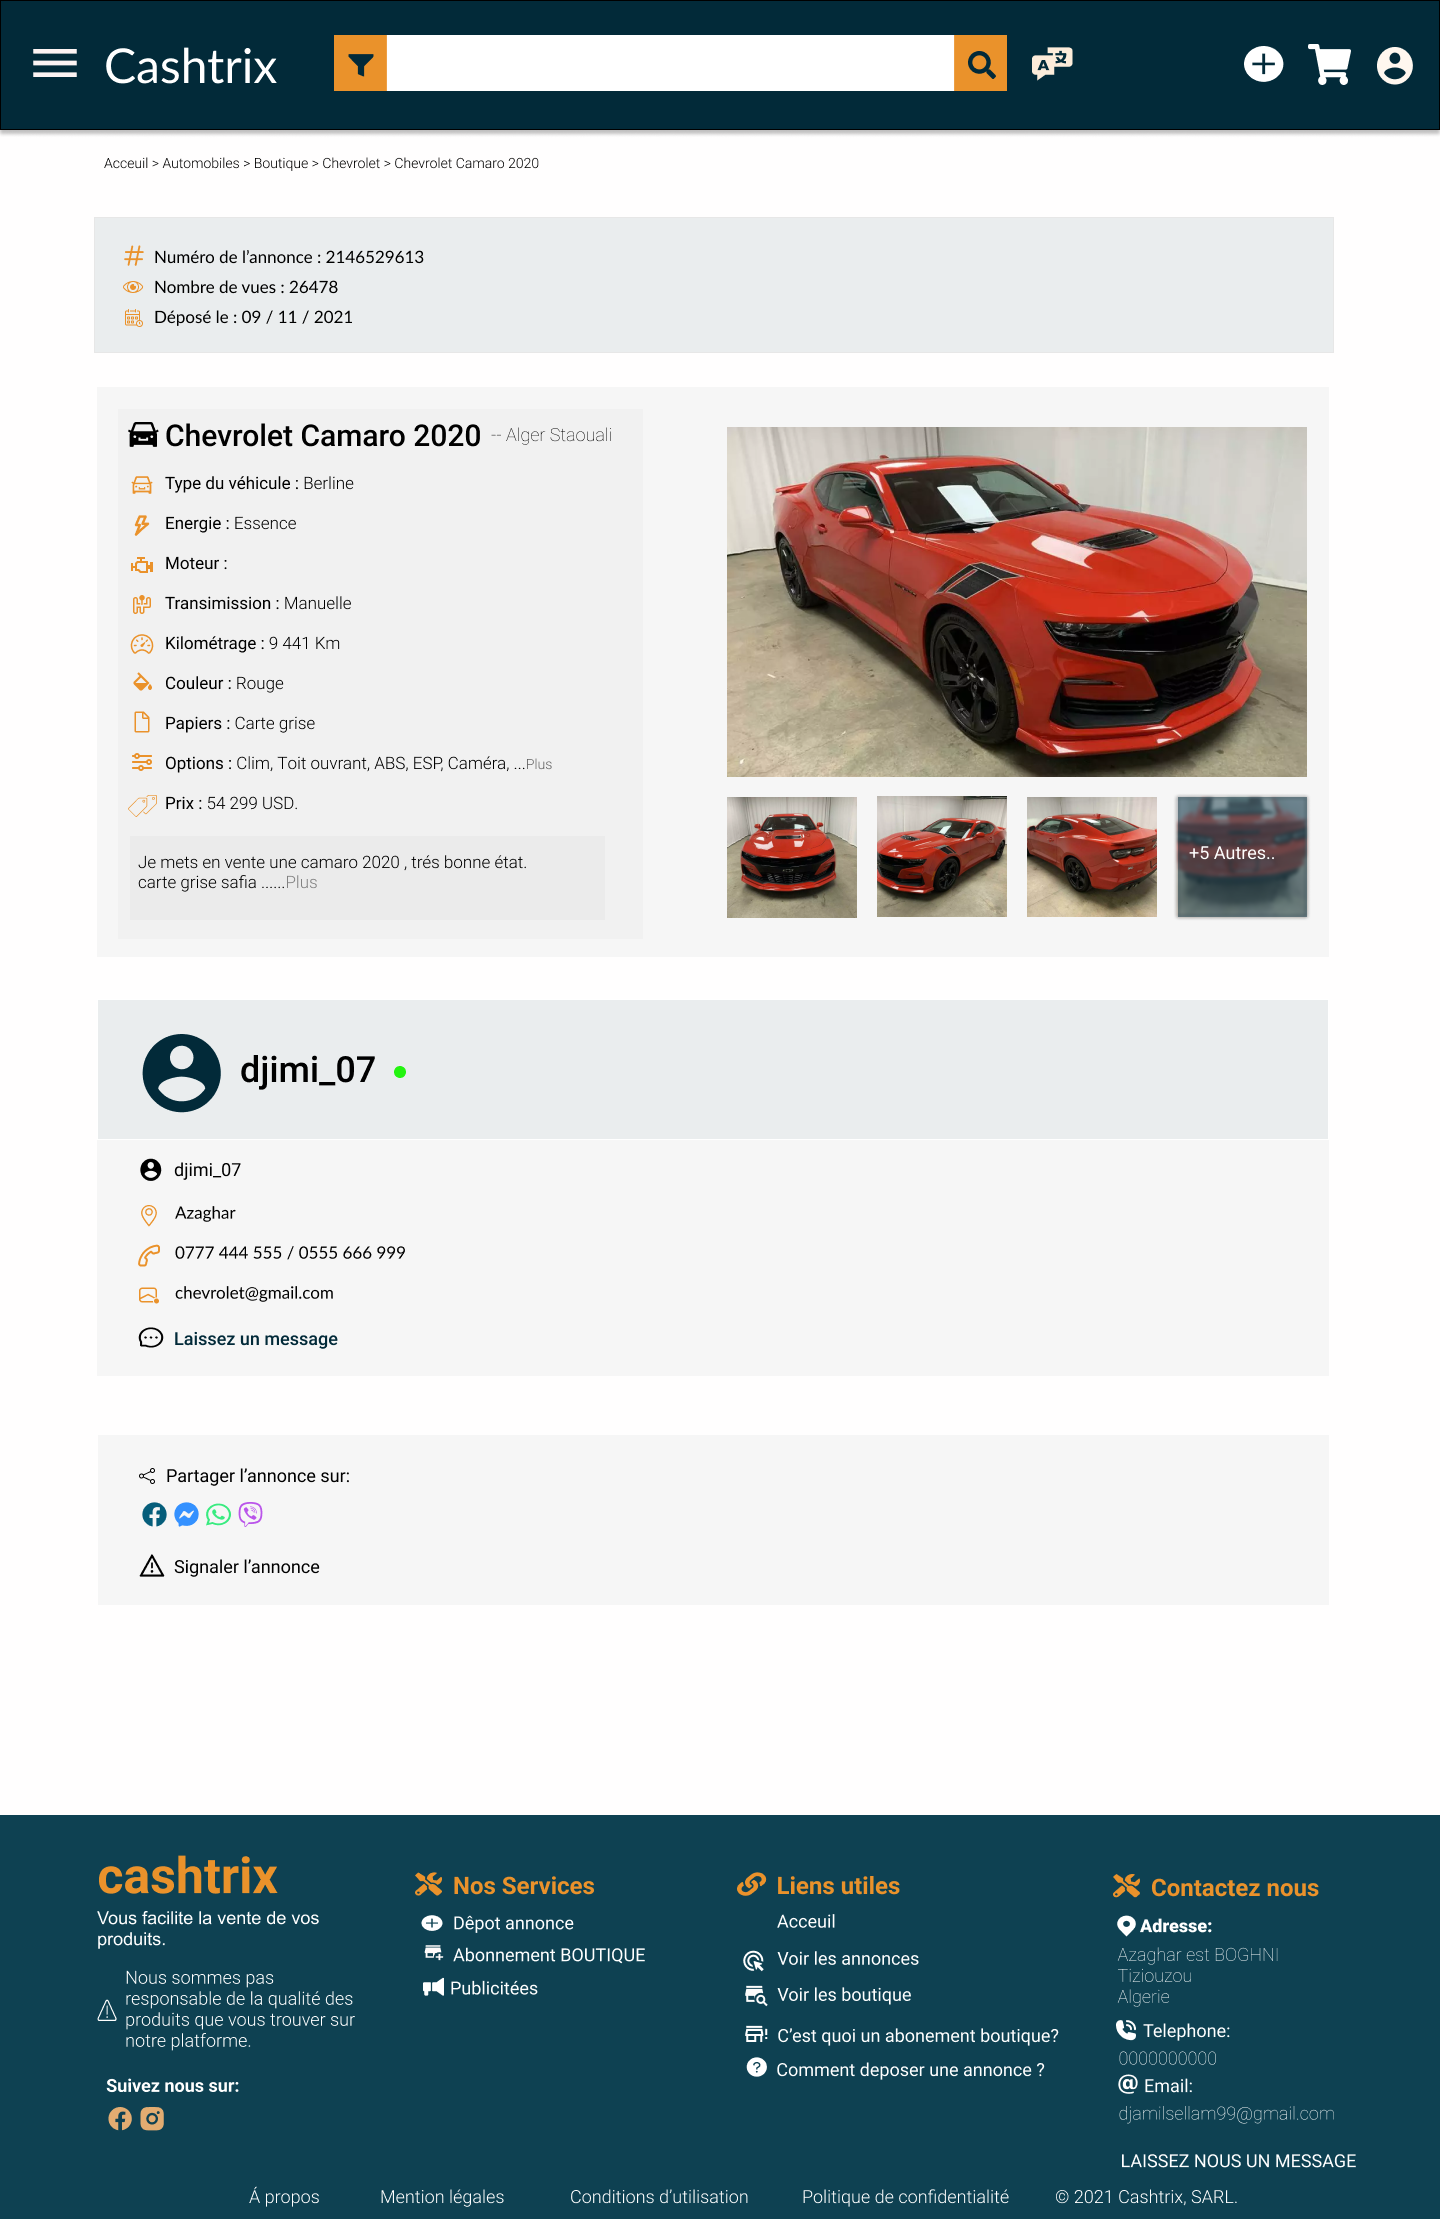 Cashtrix
Acceuil > Automobiles > Boutique > Chevrolet > Chevrolet Camaro 2020
Numéro de l’annonce : 2146529613
Nombre de vues : 26478
Déposé le : 09 / 11 / 2021
Chevrolet Camaro 2020 -- Alger Staouali
Type du véhicule : Berline
Energie : Essence
Moteur :
Transimission : Manuelle
Kilométrage : 9 441 Km
Couleur : Rouge
Papiers : Carte grise
Options : Clim, Toit ouvrant, ABS, ESP, Caméra, ...Plus
Prix : 54 299 USD.
Je mets en vente une camaro 2020 , trés bonne état.
carte grise safia ......Plus
+5 Autres..
djimi_07
djimi_07
Azaghar
0777 444 555 / 0555 666 999
chevrolet@gmail.com
Laissez un message
Partager l’annonce sur:
Signaler l’annonce
cashtrix
Vous facilite la vente de vos
produits.
Nous sommes pas
responsable de la qualité des
produits que vous trouver sur
notre platforme.
Suivez nous sur:
Nos Services
Dêpot annonce
Abonnement BOUTIQUE
Publicitées
Liens utiles
Acceuil
Voir les annonces
Voir les boutique
C’est quoi un abonement boutique?
Comment deposer une annonce ?
Contactez nous
Adresse:
Azaghar est BOGHNI
Tiziouzou
Algerie
Telephone:
0000000000
Email:
djamilsellam99@gmail.com
LAISSEZ NOUS UN MESSAGE
Á propos
Mention légales
Conditions d’utilisation
Politique de confidentialité
© 2021 Cashtrix, SARL.